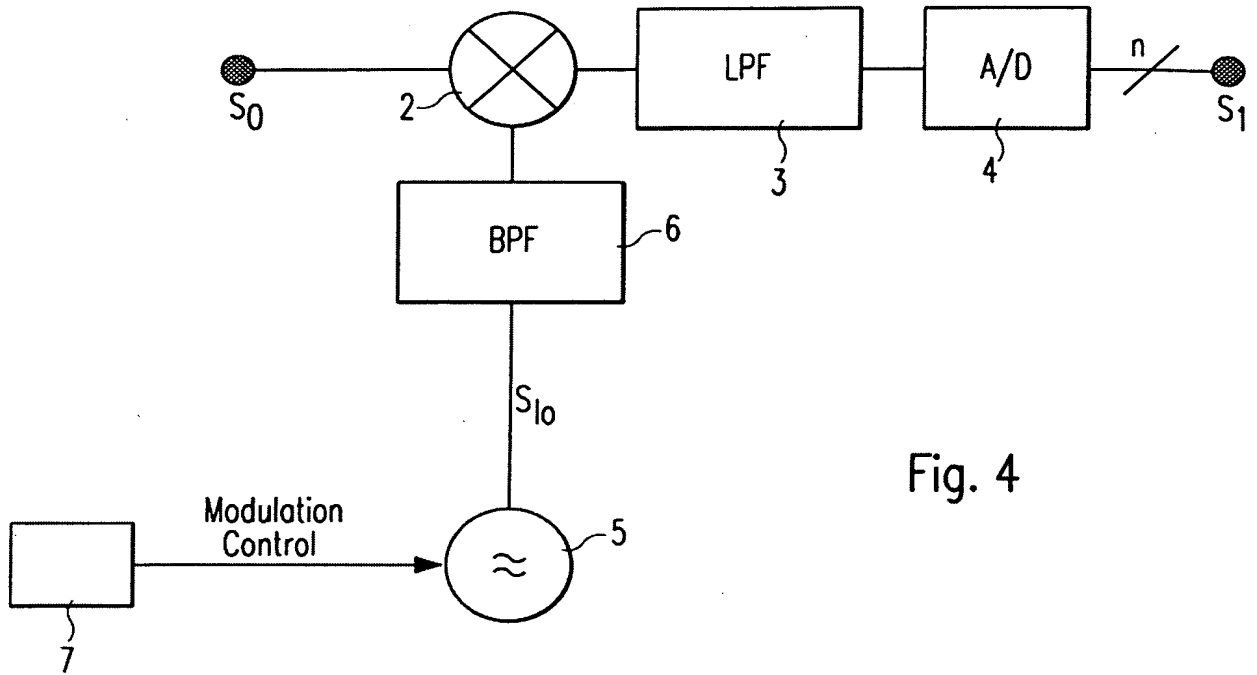 LPF
A/D
n
S0
2
3
4
S1
BPF
6
Slo
Fig. 4
Modulation
Control
5
7